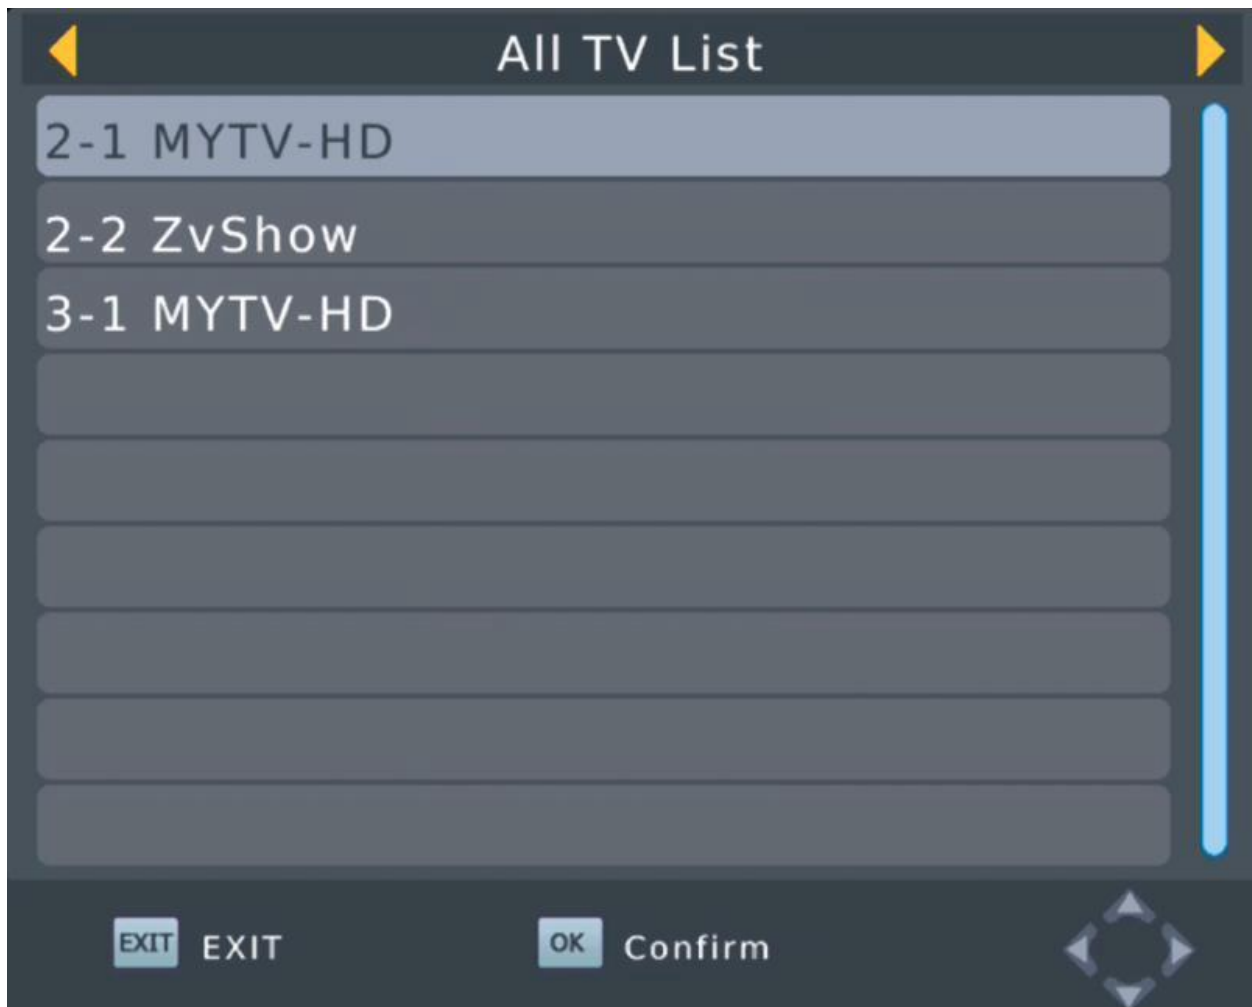 All TV List
2-1 MYTV-HD
2-2 ZvShow
3-1 MYTV-HD
EXIT EXIT OK Confirm